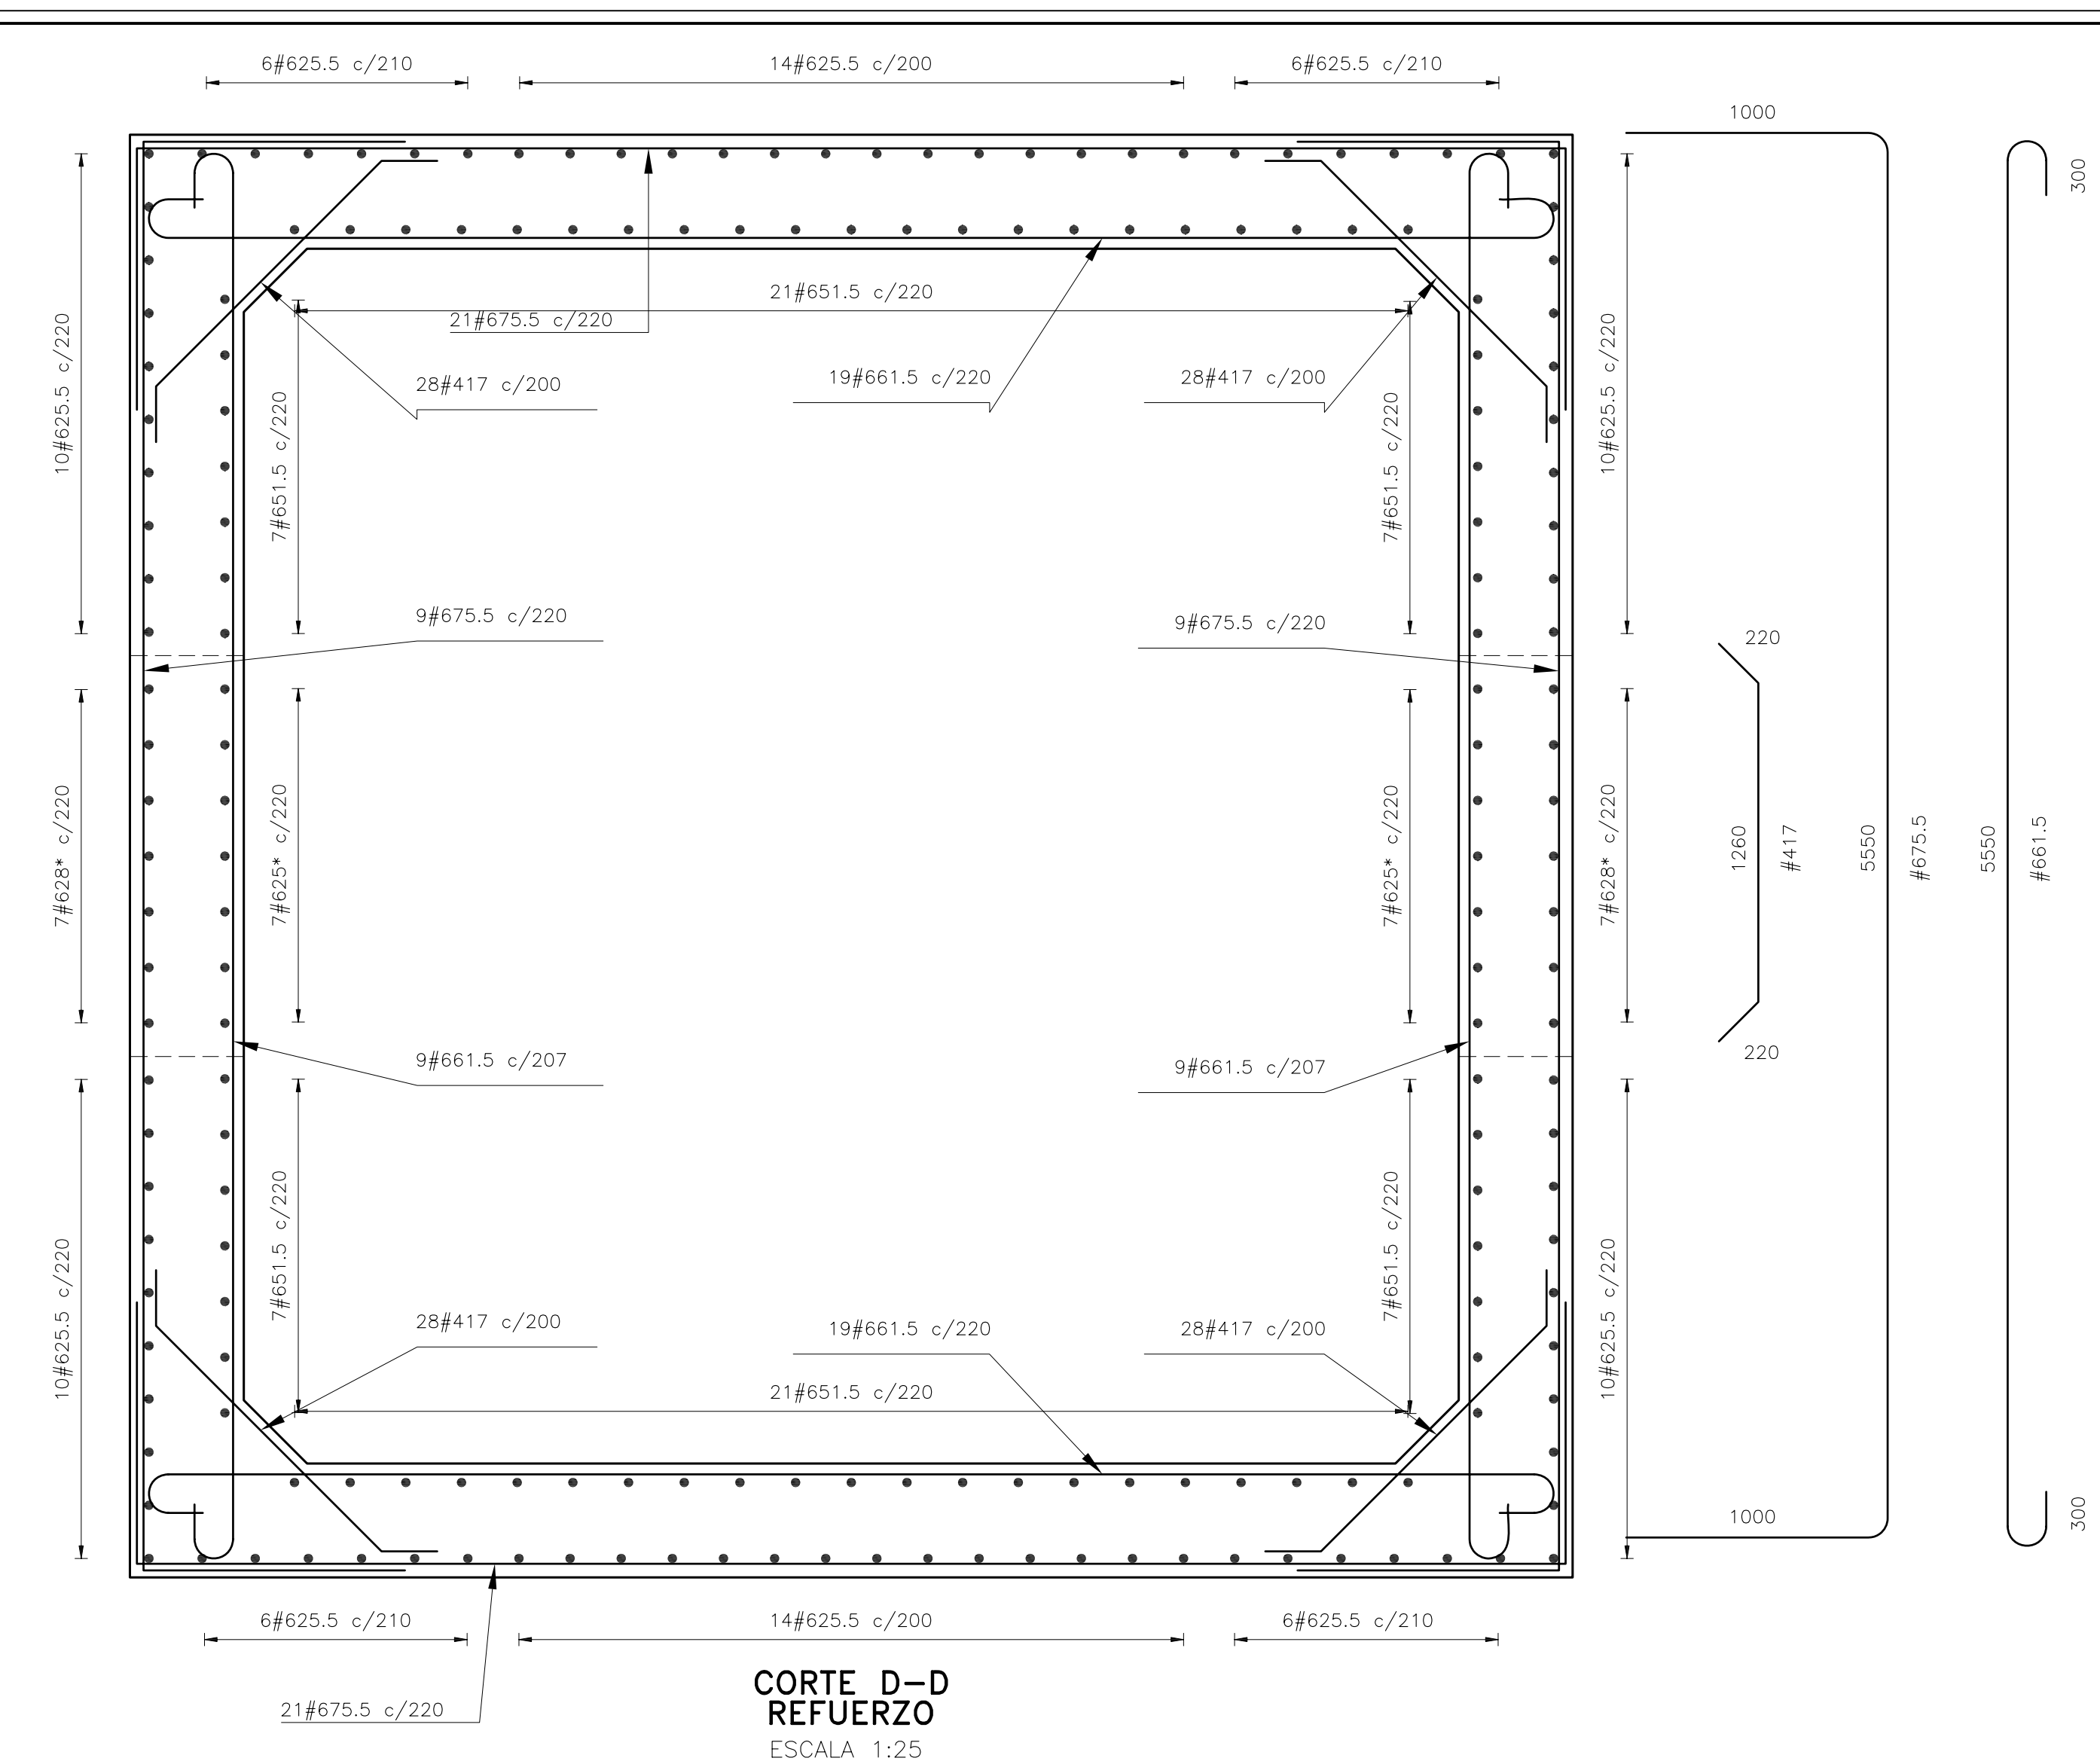 6#625.5 c/210
14#625.5 c/200
6#625.5 c/210
1000
300
21#651.5 c/220
21#675.5 c/220
10#625.5 c/220
7#651.5 c/220
28#417 c/200
19#661.5 c/220
28#417 c/200
7#651.5 c/220
10#625.5 c/220
9#675.5 c/220
9#675.5 c/220
220
7#628* c/220
7#625* c/220
7#625* c/220
7#628* c/220
1260
#417
5550
#675.5
5550
#661.5
9#661.5 c/207
9#661.5 c/207
220
10#625.5 c/220
7#651.5 c/220
28#417 c/200
19#661.5 c/220
28#417 c/200
7#651.5 c/220
10#625.5 c/220
21#651.5 c/220
1000
300
6#625.5 c/210
14#625.5 c/200
6#625.5 c/210
21#675.5 c/220
CORTE D-D
REFUERZO
ESCALA 1:25